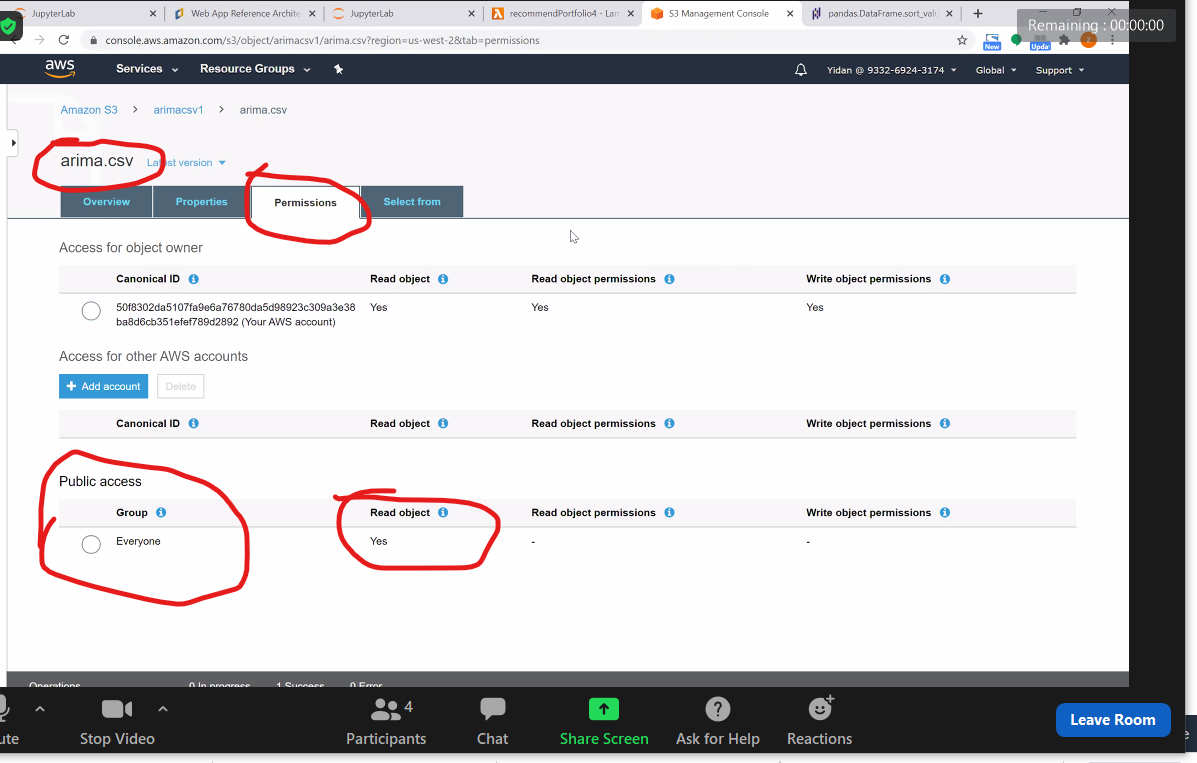 JupyterLab
Web App Reference Archite
JupyterLab
recommendPortfolio4 - Lam
S3 Management Console
pandas.DataFrame.sort_valu
Remaining : 00:00:00
console.aws.amazon.com/s3/object/arimacsv1/arima.csv?region=us-west-2&tab=permissions
New
Updat
aws Services Resource Groups
Yidan @ 9332-6924-3174 Global Support
Amazon S3 > arimacsv1 > arima.csv
arima.csv Latest version
Overview Properties Permissions Select from
Access for object owner
Canonical ID Read object Read object permissions Write object permissions
50f8302da5107fa9e6a76780da5d98923c309a3e38 Yes Yes Yes
ba8d6cb351efef789d2892 (Your AWS account)
Access for other AWS accounts
+ Add account Delete
Canonical ID Read object Read object permissions Write object permissions
Public access
Group Read object Read object permissions Write object permissions
Everyone Yes - -
Operations 0 In progress 1 Success 0 Error
4
Leave Room
ute Stop Video Participants Chat Share Screen Ask for Help Reactions